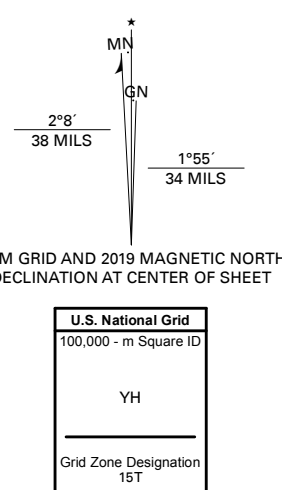 ★
MN
GN
2°8´
38 MILS
1°55´
34 MILS
M GRID AND 2019 MAGNETIC NORTH
DECLINATION AT CENTER OF SHEET
U.S. National Grid
100,000 - m Square ID
YH
Grid Zone Designation
15T